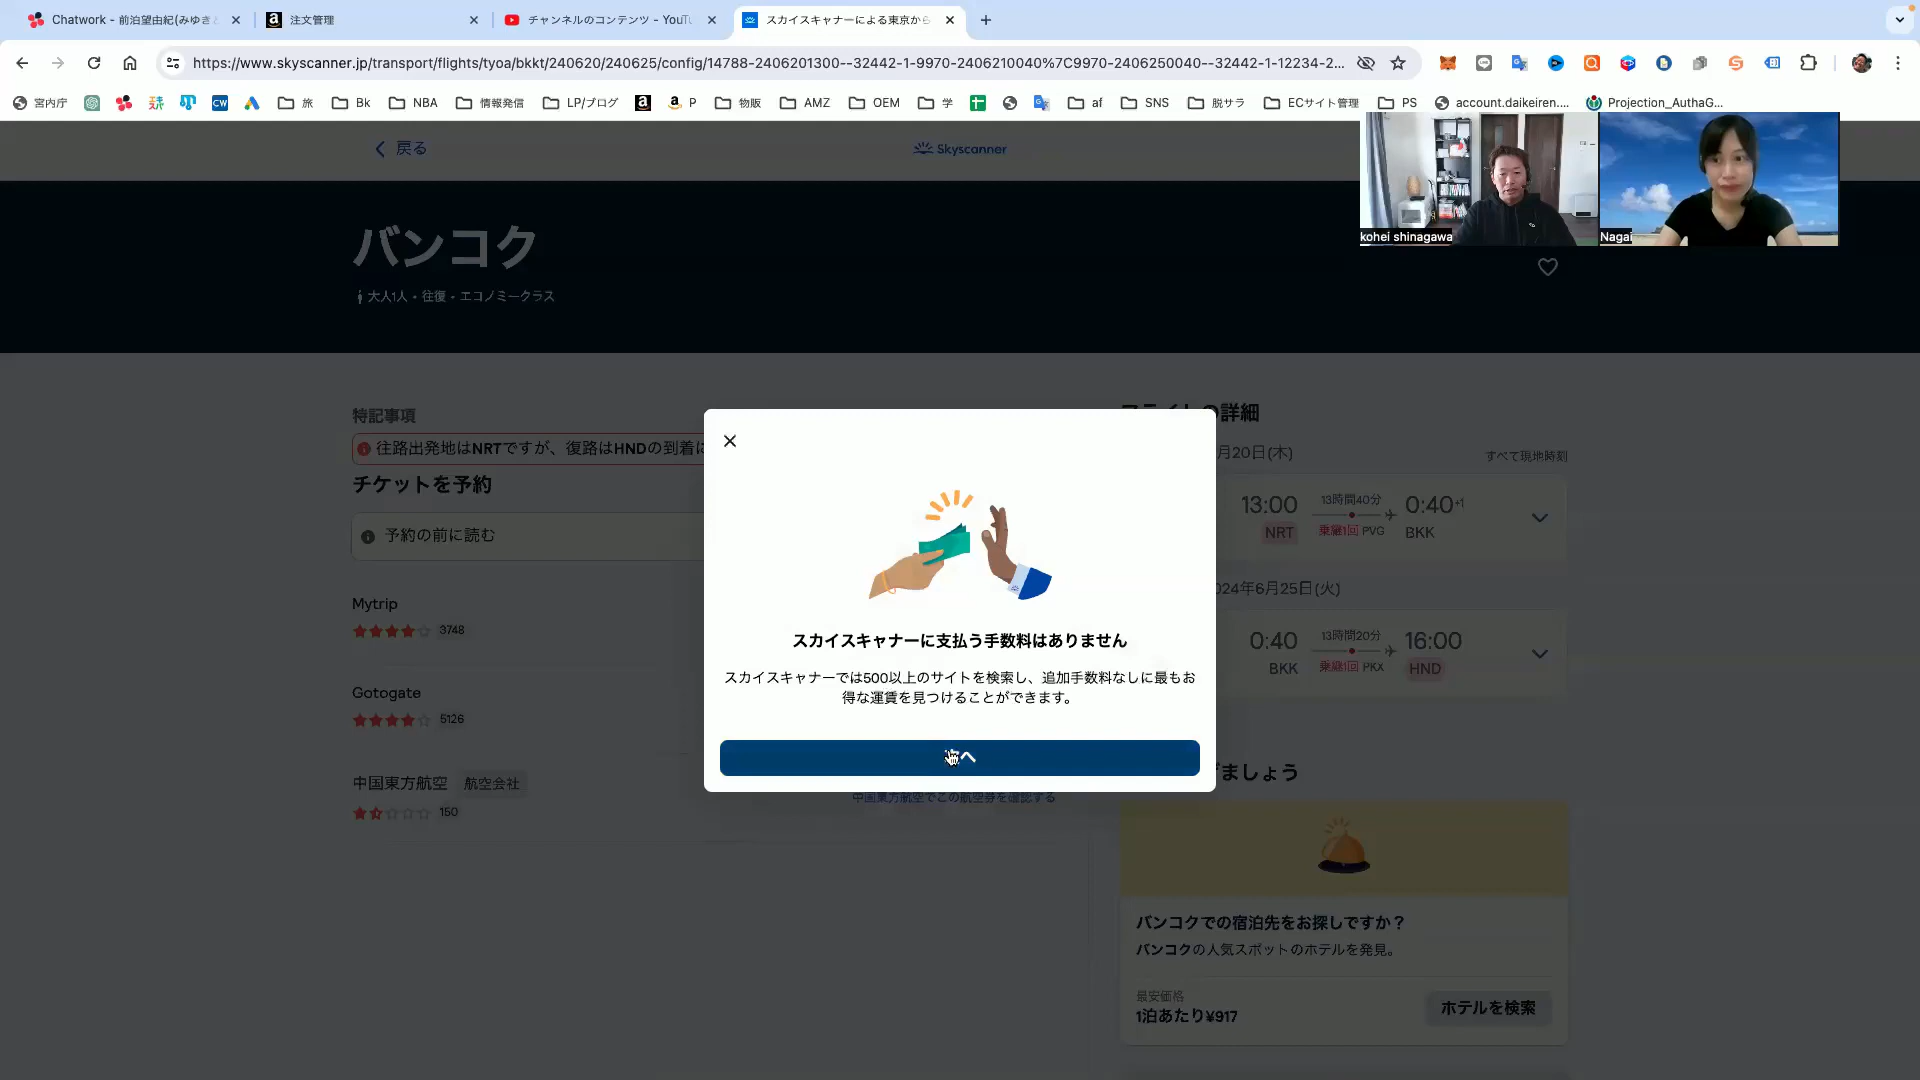 Chatwork - 前泊望由紀(みゆき
注文管理
チャンネルのコンテンツ - YouTu
スカイスキャナーによる東京から
https://www.skyscanner.jp/transport/flights/tyoa/bkkt/240620/240625/config/14788-2406201300--32442-1-9970-2406210040%7C9970-2406250040--32442-1-12234-2...
宮内庁
CW
旅
Bk
NBA
情報発信
LP/ブログ
P
物販
AMZ
OEM
学
af
SNS
脱サラ
ECサイト管理
PS
account.daikeiren....
Projection_AuthaG...
戻る
Skyscanner
kohei shinagawa
Nagai
バンコク
大人1人 • 往復 • エコノミークラス
特記事項
往路出発地はNRTですが、復路はHNDの到着に
チケットを予約
予約の前に読む
Mytrip
3748
Gotogate
5126
中国東方航空 航空会社
150
中国東方航空でこの航空券を確認する
スカイスキャナーに支払う手数料はありません
スカイスキャナーでは500以上のサイトを検索し、追加手数料なしに最もお
得な運賃を見つけることができます。
へ
の詳細
月20日(木)
すべて現地時刻
13:00
13時間40分
0:40+1
NRT
乗継1回 PVG
BKK
024年6月25日(火)
0:40
13時間20分
16:00
BKK
乗継1回 PKX
HND
げましょう
バンコクでの宿泊先をお探しですか？
バンコクの人気スポットのホテルを発見。
最安価格
1泊あたり¥917
ホテルを検索